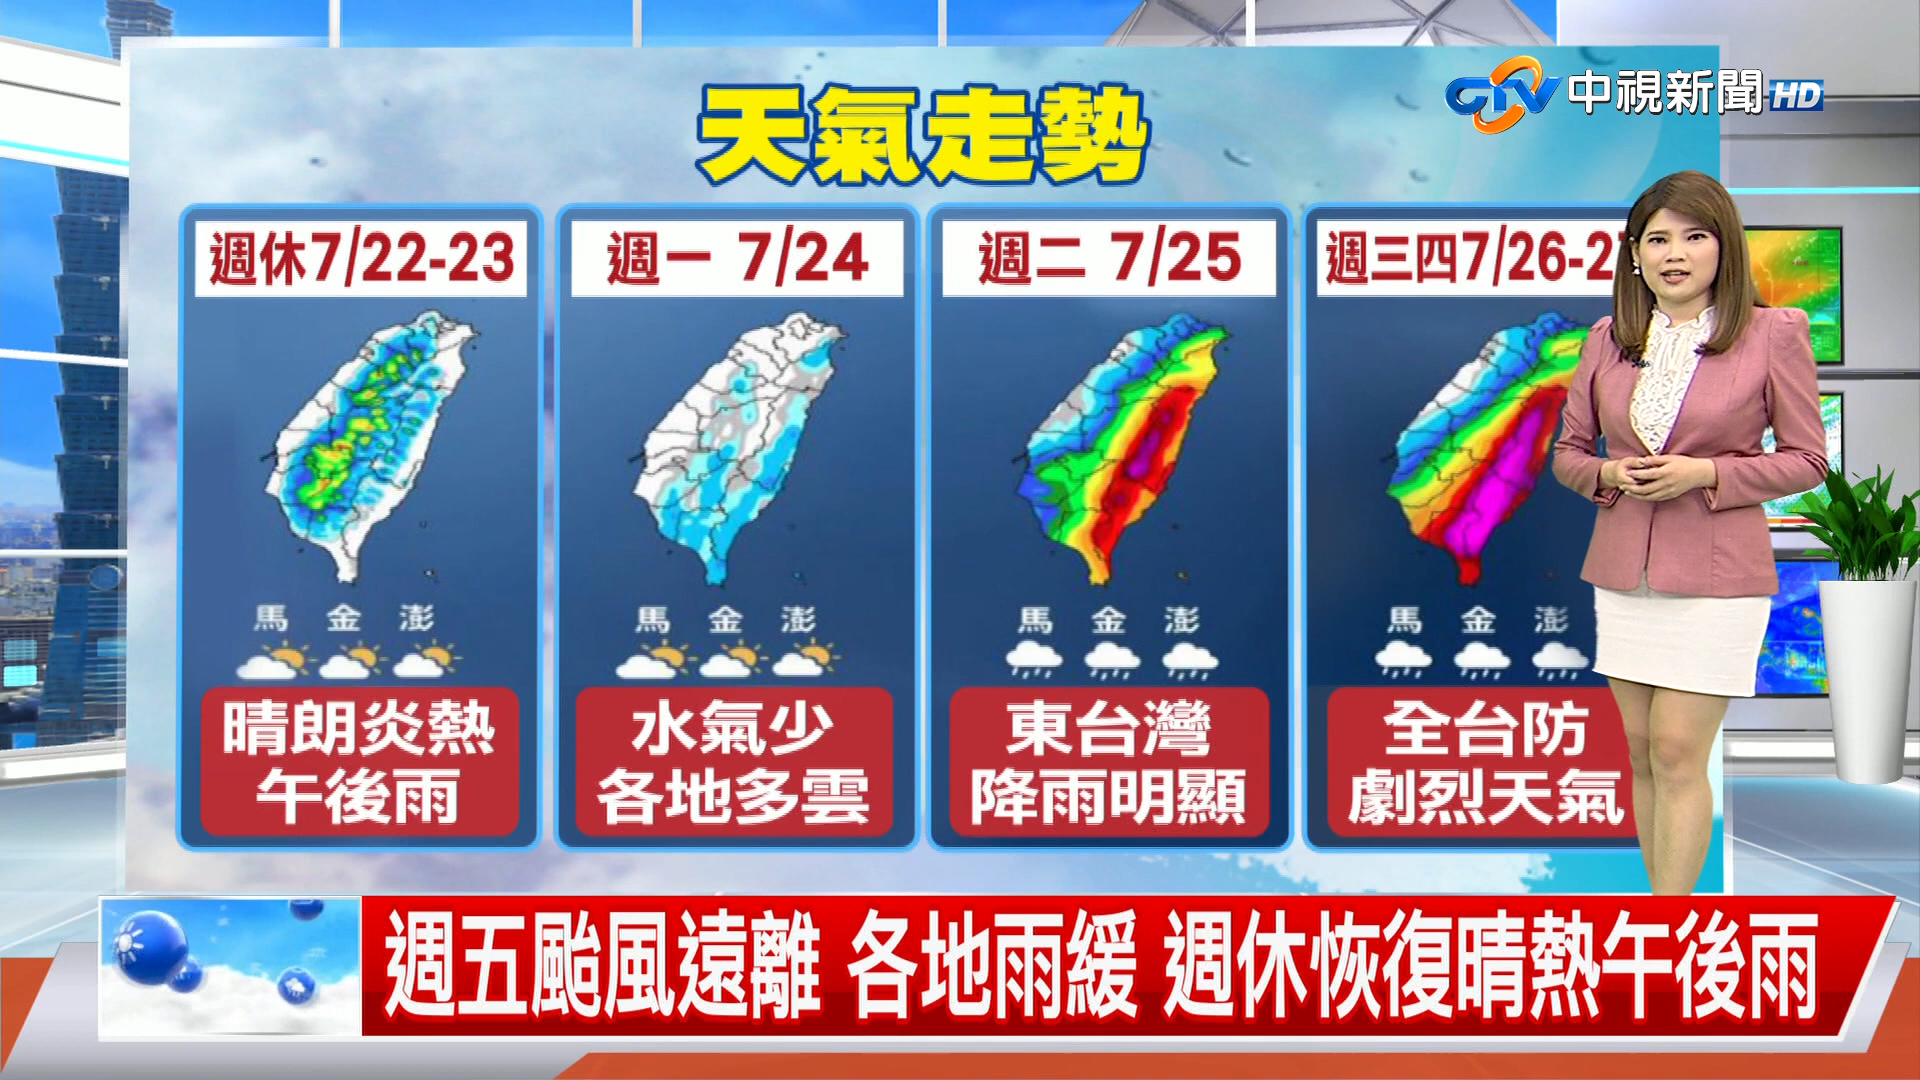 天氣走勢
CTV 中視新聞 HD
週休7/22-23
馬 金 澎
晴朗炎熱
午後雨
週一 7/24
馬 金 澎
水氣少
各地多雲
週二 7/25
馬 金 澎
東台灣
降雨明顯
週三四7/26-2
馬 金 澎
全台防
劇烈天氣
週五颱風遠離 各地雨緩 週休恢復晴熱午後雨